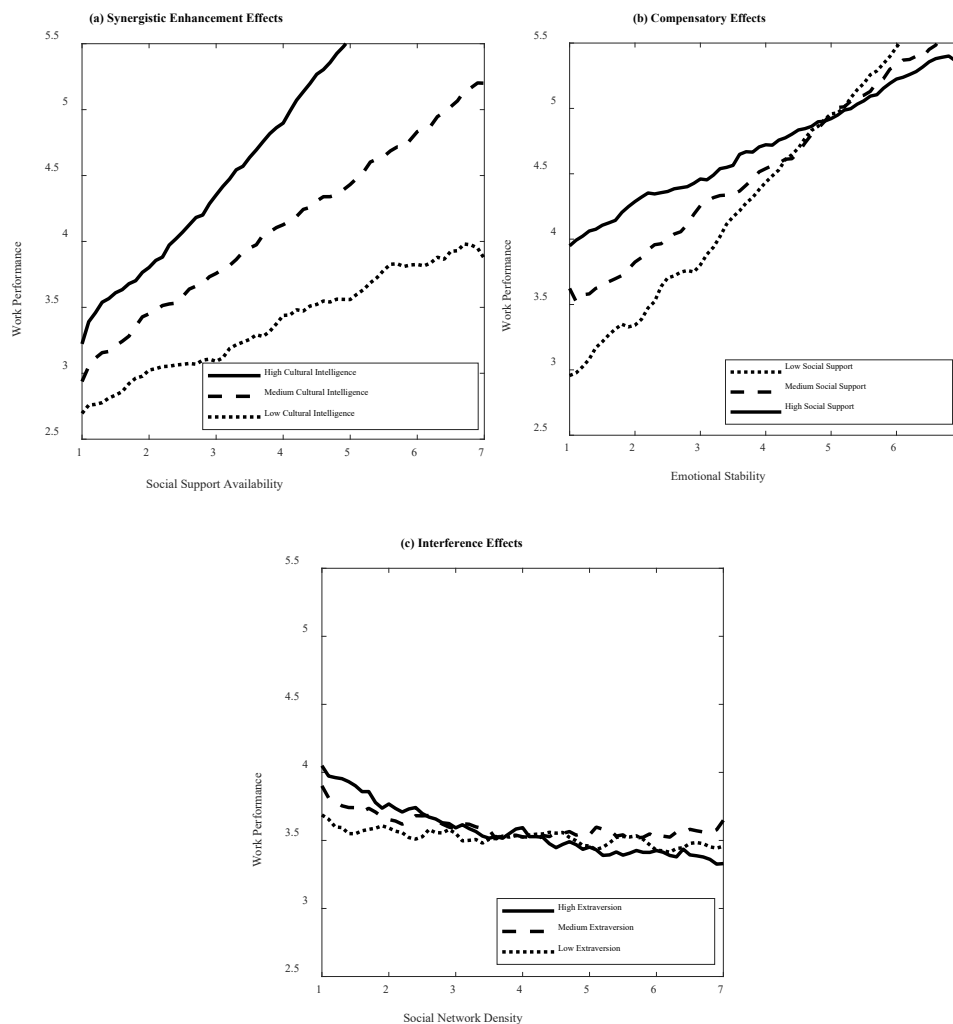 (a) Synergistic Enhancement Effects
5.5
5
4.5
4
3.5
3
2.5
Work Performance
High Cultural Intelligence
Medium Cultural Intelligence
Low Cultural Intelligence
1 2 3 4 5 6 7
Social Support Availability
(b) Compensatory Effects
5.5
5
4.5
4
3.5
3
2.5
Work Performance
Low Social Support
Medium Social Support
High Social Support
1 2 3 4 5 6
Emotional Stability
(c) Interference Effects
5.5
5
4.5
4
3.5
3
2.5
Work Performance
High Extraversion
Medium Extraversion
Low Extraversion
1 2 3 4 5 6 7
Social Network Density